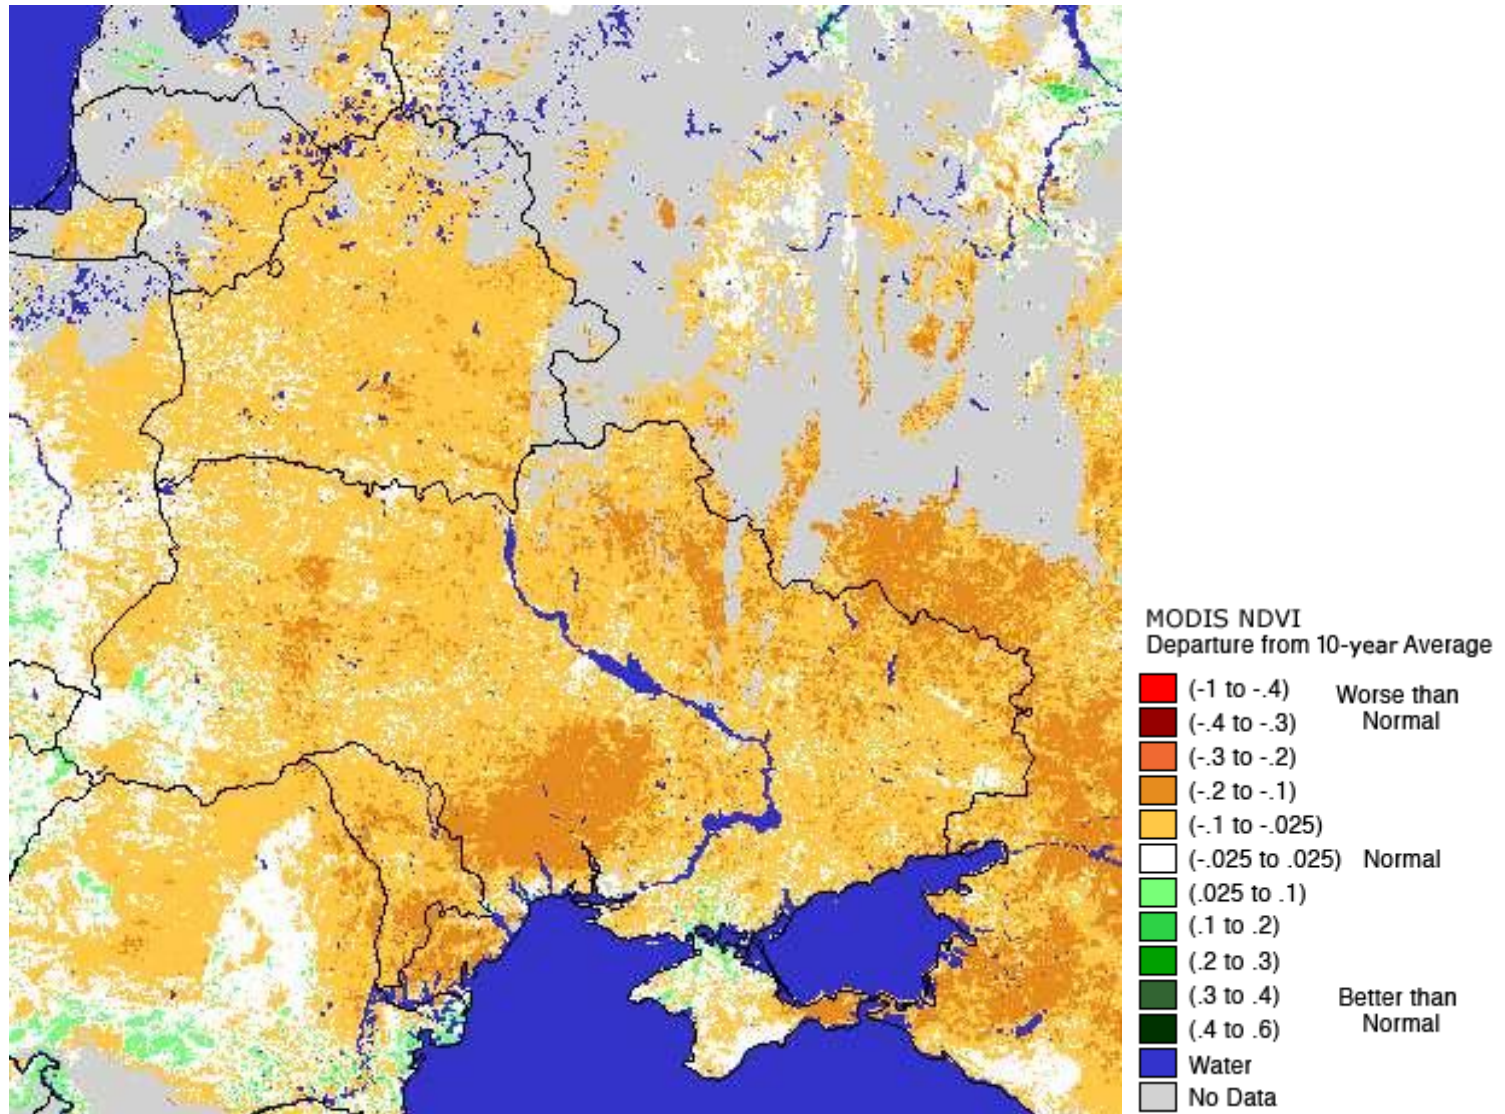 MODIS NDVI
Departure from 10-year Average
(-1 to -.4)
Worse than
Normal
(-.4 to -.3)
(-.3 to -.2)
(-.2 to -.1)
(-.1 to -.025)
(-.025 to .025) Normal
(.025 to .1)
(.1 to .2)
(.2 to .3)
(.3 to .4)
Better than
Normal
(.4 to .6)
Water
No Data